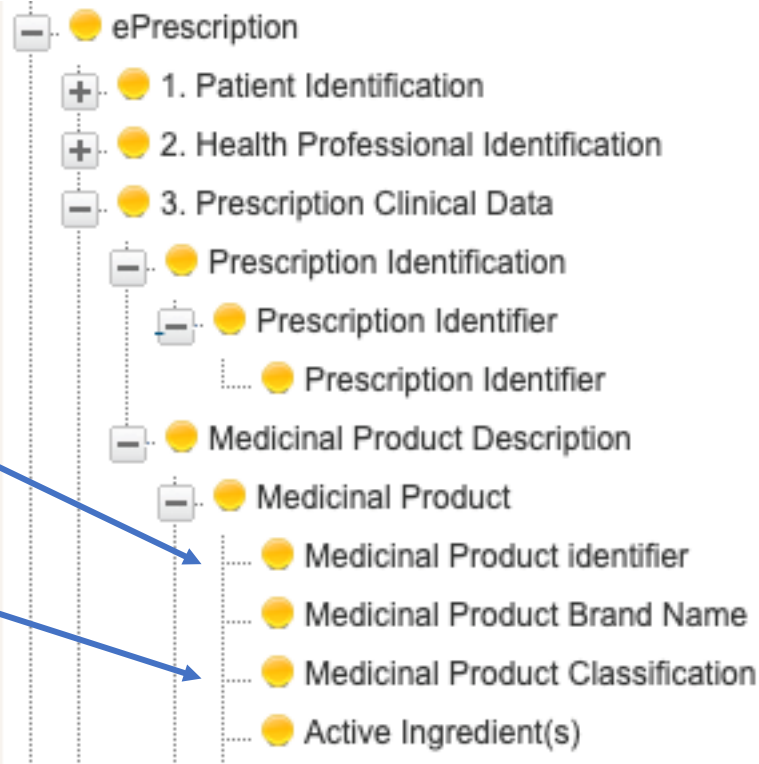 ePrescription
1. Patient Identification
2. Health Professional Identification
3. Prescription Clinical Data
Prescription Identification
Prescription Identifier
Prescription Identifier
Medicinal Product Description
Medicinal Product
Medicinal Product identifier
Medicinal Product Brand Name
Medicinal Product Classification
Active Ingredient(s)